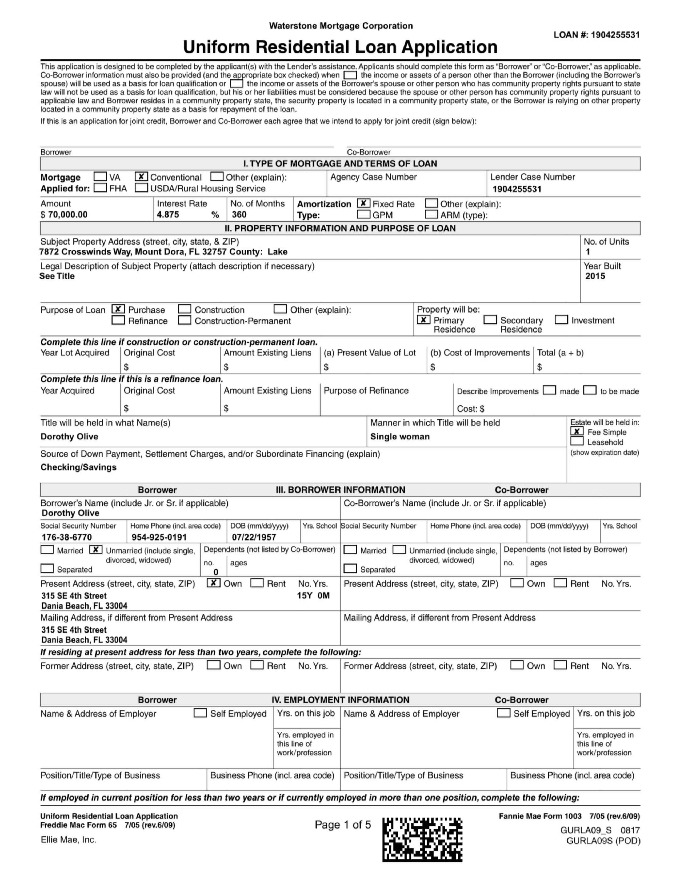 Waterstone Mortgage Corporation
LOAN #: 1904255531
Uniform Residential Loan Application
This application is designed to be completed by the applicant(s) with the Lender's assistance. Applicants should complete this form as "Borrower" or "Co-Borrower," as applicable.
Co-Borrower information must also be provided (and the appropriate box checked) when the income or assets of a person other than the Borrower (including the Borrower's
spouse) will be used as a basis for loan qualification or the income or assets of the Borrower's spouse or other person who has community property rights pursuant to state
law will not be used as a basis for loan qualification, but his or her liabilities must be considered because the spouse or other person has community property rights pursuant to
applicable law and Borrower resides in a community property state, the security is located in a community property state, or the Borrower is relying on other property
located in a community property state as a basis for repayment of the loan.
If this is an application for joint credit, Borrower and Co-Borrower each agree that we intend to apply for joint credit (sign below):
Borrower Co-Borrower
I. TYPE OF MORTGAGE AND TERMS OF LOAN
Mortgage VA X Conventional Other (explain): Agency Case Number Lender Case Number
Applied for: FHA USDA/Rural Housing Service 1904255531
Amount Interest Rate No. of Months Amortization X Fixed Rate Other (explain):
$ 70,000.00 4.875 % 360 Type: GPM ARM (type):
II. PROPERTY INFORMATION AND PURPOSE OF LOAN
Subject Property Address (street, city, state, & ZIP) No. of Units
7872 Crosswinds Way, Mount Dora, FL 32757 County: Lake 1
Legal Description of Subject Property (attach description if necessary) Year Built
See Title 2015
Purpose of Loan X Purchase Construction Other (explain): Property will be:
Refinance Construction-Permanent X Primary Residence Secondary Residence Investment
Complete this line if construction or construction-permanent loan.
Year Lot Acquired Original Cost Amount Existing Liens (a) Present Value of Lot (b) Cost of Improvements Total (a + b)
$ $ $ $ $
Complete this line if this is a refinance loan.
Year Acquired Original Cost Amount Existing Liens Purpose of Refinance Describe Improvements made to be made
$ $ Cost: $
Title will be held in what Name(s) Manner in which Title will be held Estate will be held in:
Dorothy Olive Single woman X Fee Simple
Leasehold
Source of Down Payment, Settlement Charges, and/or Subordinate Financing (explain) (show expiration date)
Checking/Savings
Borrower III. BORROWER INFORMATION Co-Borrower
Borrower's Name (include Jr. or Sr. if applicable) Co-Borrower's Name (include Jr. or Sr. if applicable)
Dorothy Olive
Social Security Number Home Phone (incl. area code) DOB (mm/dd/yyyy) Yrs. School Social Security Number Home Phone (incl. area code) DOB (mm/dd/yyyy) Yrs. School
176-38-6770 954-925-0191 07/22/1957
Married X Unmarried (include single, Dependents (not listed by Co-Borrower) Married Unmarried (include single, Dependents (not listed by Borrower)
divorced, widowed) no. ages divorced, widowed) no. ages
Separated 0 Separated
Present Address (street, city, state, ZIP) X Own Rent No. Yrs. Present Address (street, city, state, ZIP) Own Rent No. Yrs.
315 SE 4th Street 15Y 0M
Dania Beach, FL 33004
Mailing Address, if different from Present Address Mailing Address, if different from Present Address
315 SE 4th Street
Dania Beach, FL 33004
If residing at present address for less than two years, complete the following:
Former Address (street, city, state, ZIP) Own Rent No. Yrs. Former Address (street, city, state, ZIP) Own Rent No. Yrs.
Borrower IV. EMPLOYMENT INFORMATION Co-Borrower
Name & Address of Employer Self Employed Yrs. on this job Name & Address of Employer Self Employed Yrs. on this job
Yrs. employed in Yrs. employed in
this line of this line of
work/profession work/profession
Position/Title/Type of Business Business Phone (incl. area code) Position/Title/Type of Business Business Phone (incl. area code)
If employed in current position for less than two years or if currently employed in more than one position, complete the following:
Uniform Residential Loan Application Fannie Mae Form 1003 7/05 (rev.6/09)
Freddie Mac Form 65 7/05 (rev.6/09) Page 1 of 5 GURLA09_S 0817
Ellie Mae, Inc. GURLA09S (POD)